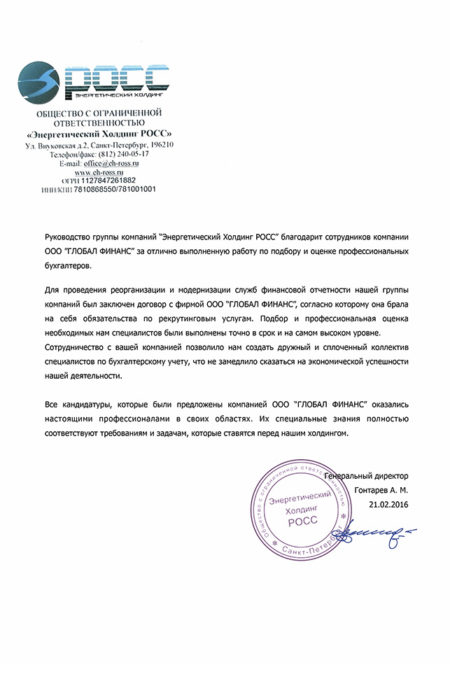 РОСС
ЭНЕРГЕТИЧЕСКИЙ ХОЛДИНГ
ОБЩЕСТВО С ОГРАНИЧЕННОЙ
ОТВЕТСТВЕННОСТЬЮ
«Энергетический Холдинг РОСС»
Ул. Внуковская д.2, Санкт-Петербург, 196210
Телефон/факс: (812) 240-05-17
E-mail: office@eh-ross.ru
www.eh-ross.ru
ОГРН 1127847261882
ИНН/КПП 7810868550/781001001
Руководство группы компаний “Энергетический Холдинг РОСС” благодарит сотрудников компании
ООО “ГЛОБАЛ ФИНАНС” за отлично выполненную работу по подбору и оценке профессиональных
бухгалтеров.
Для проведения реорганизации и модернизации служб финансовой отчетности нашей группы
компаний был заключен договор с фирмой ООО “ГЛОБАЛ ФИНАНС”, согласно которому она брала
на себя обязательства по рекрутинговым услугам. Подбор и профессиональная оценка
необходимых нам специалистов были выполнены точно в срок и на самом высоком уровне.
Сотрудничество с вашей компанией позволило нам создать дружный и сплоченный коллектив
специалистов по бухгалтерскому учету, что не замедлило сказаться на экономической успешности
нашей деятельности.
Все кандидатуры, которые были предложены компанией ООО “ГЛОБАЛ ФИНАНС” оказались
настоящими профессионалами в своих областях. Их специальные знания полностью
соответствуют требованиям и задачам, которые ставятся перед нашим холдингом.
Генеральный директор
Гонтарев А. М.
21.02.2016
Общество с ограниченной ответственностью
Энергетический
Холдинг
РОСС
Санкт-Петербург